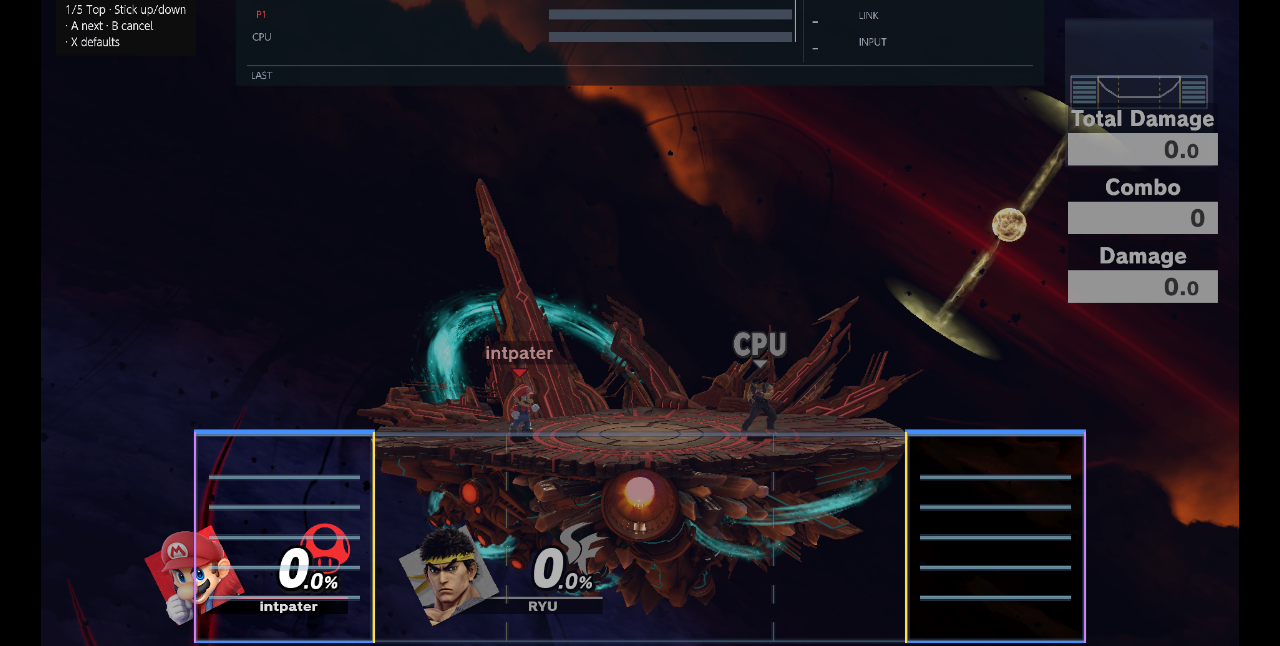 1/5 Top · Stick up/down
· A next · B cancel
· X defaults
P1
CPU
LAST
–
LINK
–
INPUT
Total Damage
0.0
Combo
0
Damage
0.0
intpater
CPU
0.0%
intpater
SF
0.0%
RYU